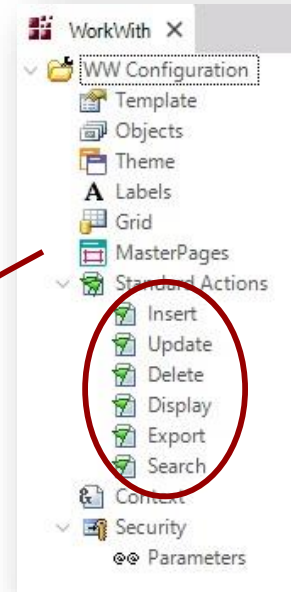 WorkWith
WW Configuration
Template
Objects
Theme
A Labels
Grid
MasterPages
Standard Actions
Insert
Update
Delete
Display
Export
Search
Context
Security
@@ Parameters